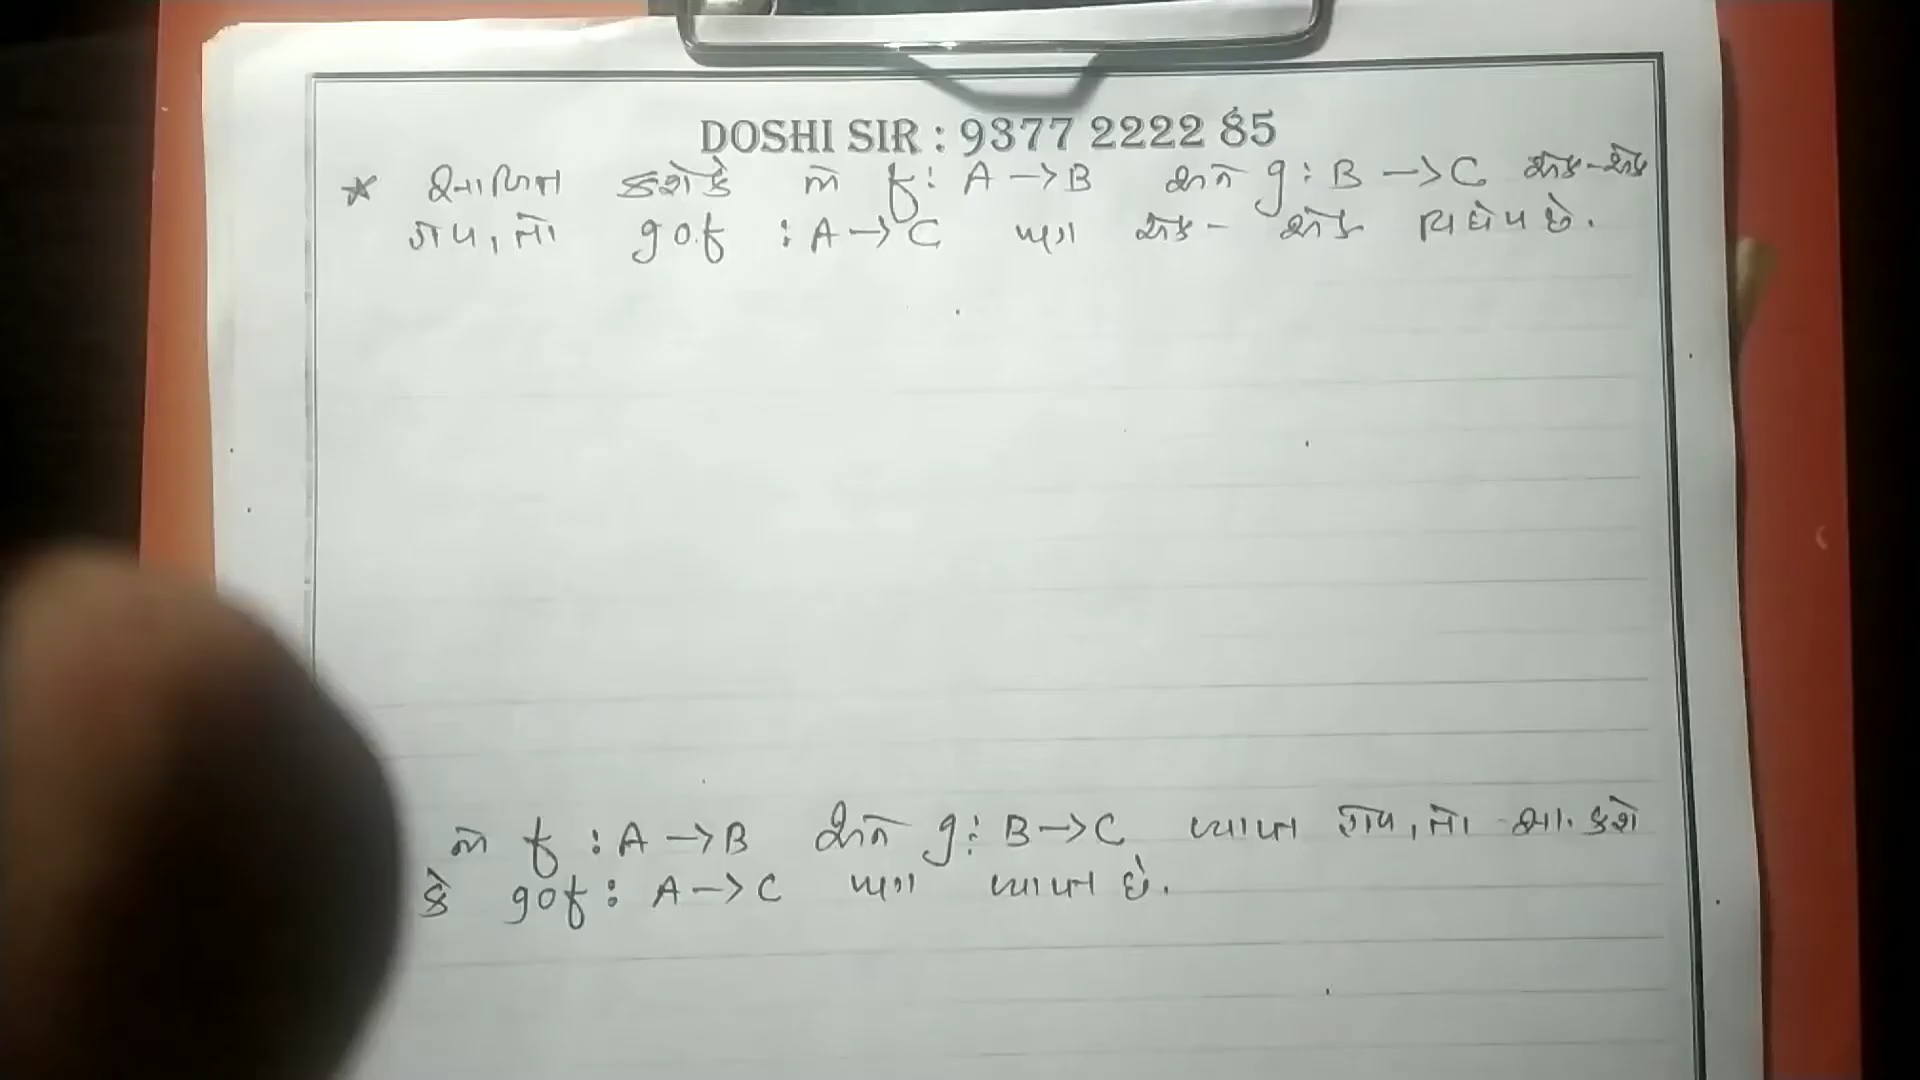 DOSHI SIR : 9377 2222 85
* સાબિત કરો કે જો f : A → B અને g : B → C એક-એક
હોય, તો gof : A → C પણ એક - એક વિધેય છે.
જો f : A → B અને g : B → C વ્યાપ્ત હોય, તો સા. કરો
કે gof : A → C પણ વ્યાપ્ત છે.